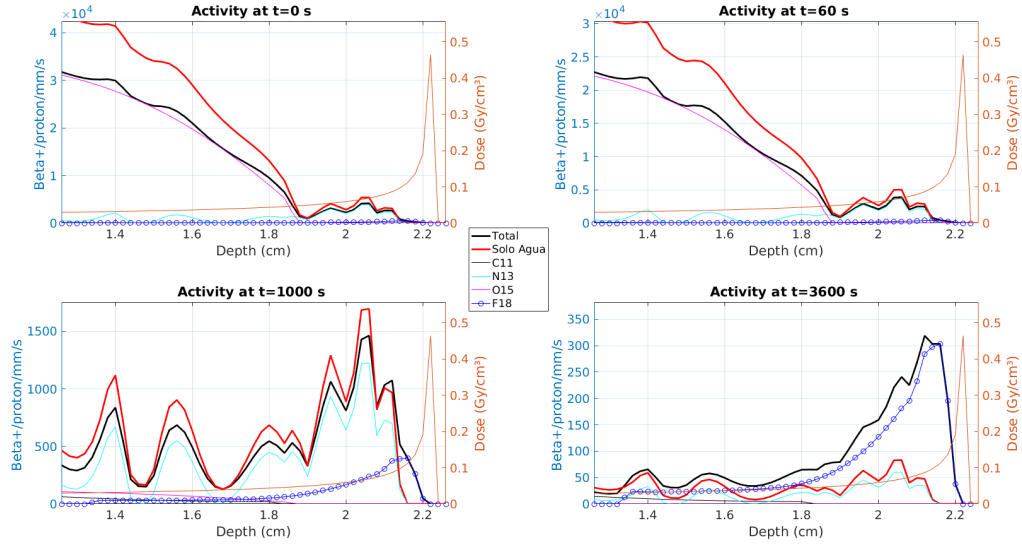 Activity at t=0 s
×10⁴
Beta+/proton/mm/s
4
3
2
1
0
Dose (Gy/cm³)
0.5
0.4
0.3
0.2
0.1
0
1.4 1.6 1.8 2 2.2
Depth (cm)
Activity at t=60 s
×10⁴
Beta+/proton/mm/s
3
2.5
2
1.5
1
0.5
0
Dose (Gy/cm³)
0.5
0.4
0.3
0.2
0.1
0
1.4 1.6 1.8 2 2.2
Depth (cm)
Total
Solo Agua
C11
N13
O15
F18
Activity at t=1000 s
Beta+/proton/mm/s
1500
1000
500
0
Dose (Gy/cm³)
0.5
0.4
0.3
0.2
0.1
0
1.4 1.6 1.8 2 2.2
Depth (cm)
Activity at t=3600 s
Beta+/proton/mm/s
350
300
250
200
150
100
50
0
Dose (Gy/cm³)
0.5
0.4
0.3
0.2
0.1
0
1.4 1.6 1.8 2 2.2
Depth (cm)